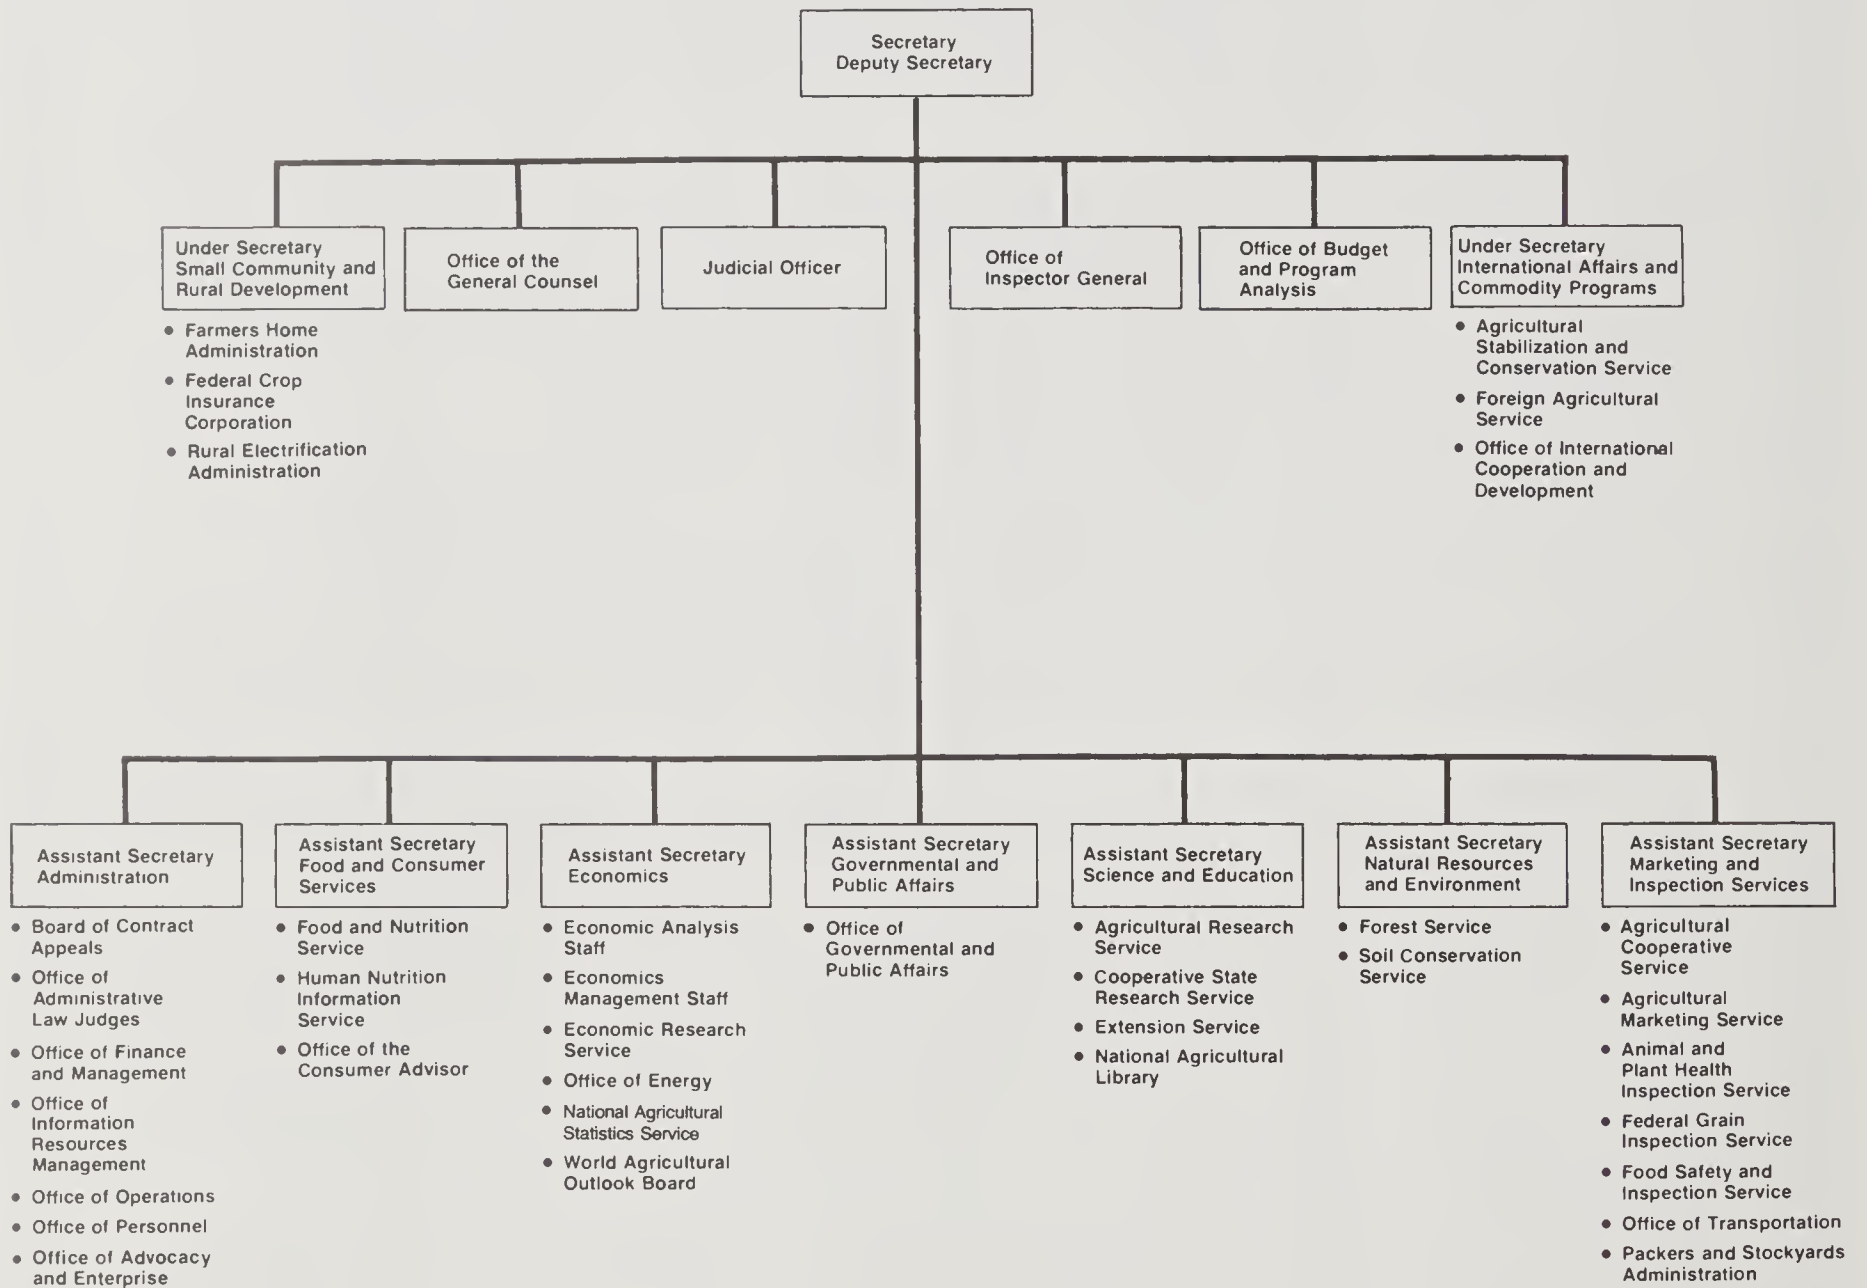 Secretary
Deputy Secretary
Under Secretary
Small Community and
Rural Development
Office of the
General Counsel
Judicial Officer
Office of
Inspector General
Office of Budget
and Program
Analysis
Under Secretary
International Affairs and
Commodity Programs
• Farmers Home
Administration
• Federal Crop
Insurance
Corporation
• Rural Electrification
Administration
• Agricultural
Stabilization and
Conservation Service
• Foreign Agricultural
Service
• Office of International
Cooperation and
Development
Assistant Secretary
Administration
• Board of Contract
Appeals
• Office of
Administrative
Law Judges
• Office of Finance
and Management
• Office of
Information
Resources
Management
• Office of Operations
• Office of Personnel
• Office of Advocacy
and Enterprise
Assistant Secretary
Food and Consumer
Services
• Food and Nutrition
Service
• Human Nutrition
Information
Service
• Office of the
Consumer Advisor
Assistant Secretary
Economics
• Economic Analysis
Staff
• Economics
Management Staff
• Economic Research
Service
• Office of Energy
• National Agricultural
Statistics Service
• World Agricultural
Outlook Board
Assistant Secretary
Governmental and
Public Affairs
• Office of
Governmental and
Public Affairs
Assistant Secretary
Science and Education
• Agricultural Research
Service
• Cooperative State
Research Service
• Extension Service
• National Agricultural
Library
Assistant Secretary
Natural Resources
and Environment
• Forest Service
• Soil Conservation
Service
Assistant Secretary
Marketing and
Inspection Services
• Agricultural
Cooperative
Service
• Agricultural
Marketing Service
• Animal and
Plant Health
Inspection Service
• Federal Grain
Inspection Service
• Food Safety and
Inspection Service
• Office of Transportation
• Packers and Stockyards
Administration